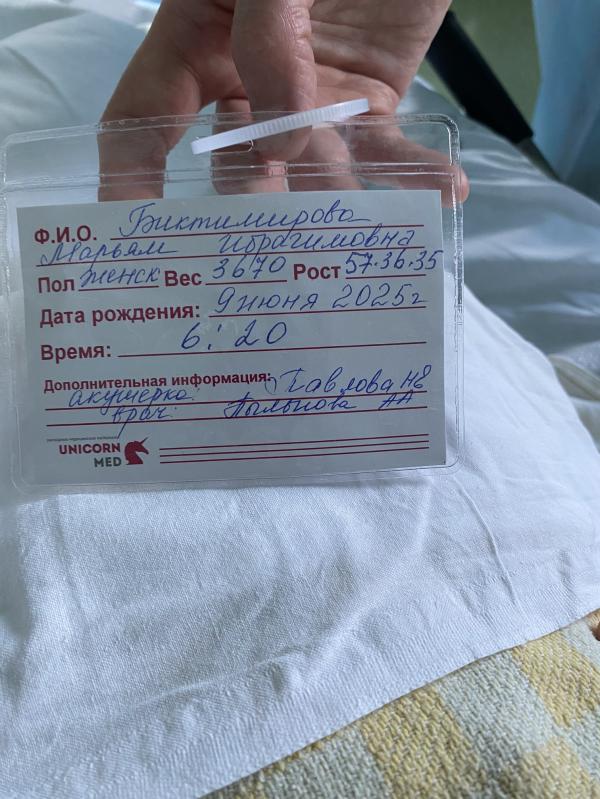 Ф.И.О. Биктимирова
Марьям Ибрагимовна
Пол женск Вес 3670 Рост 57.36.35
Дата рождения: 9 июня 2025г
Время: 6:20
Дополнительная информация: Павлова НВ
акушерка:
врач: Пылынова АА
UNICORN
MED